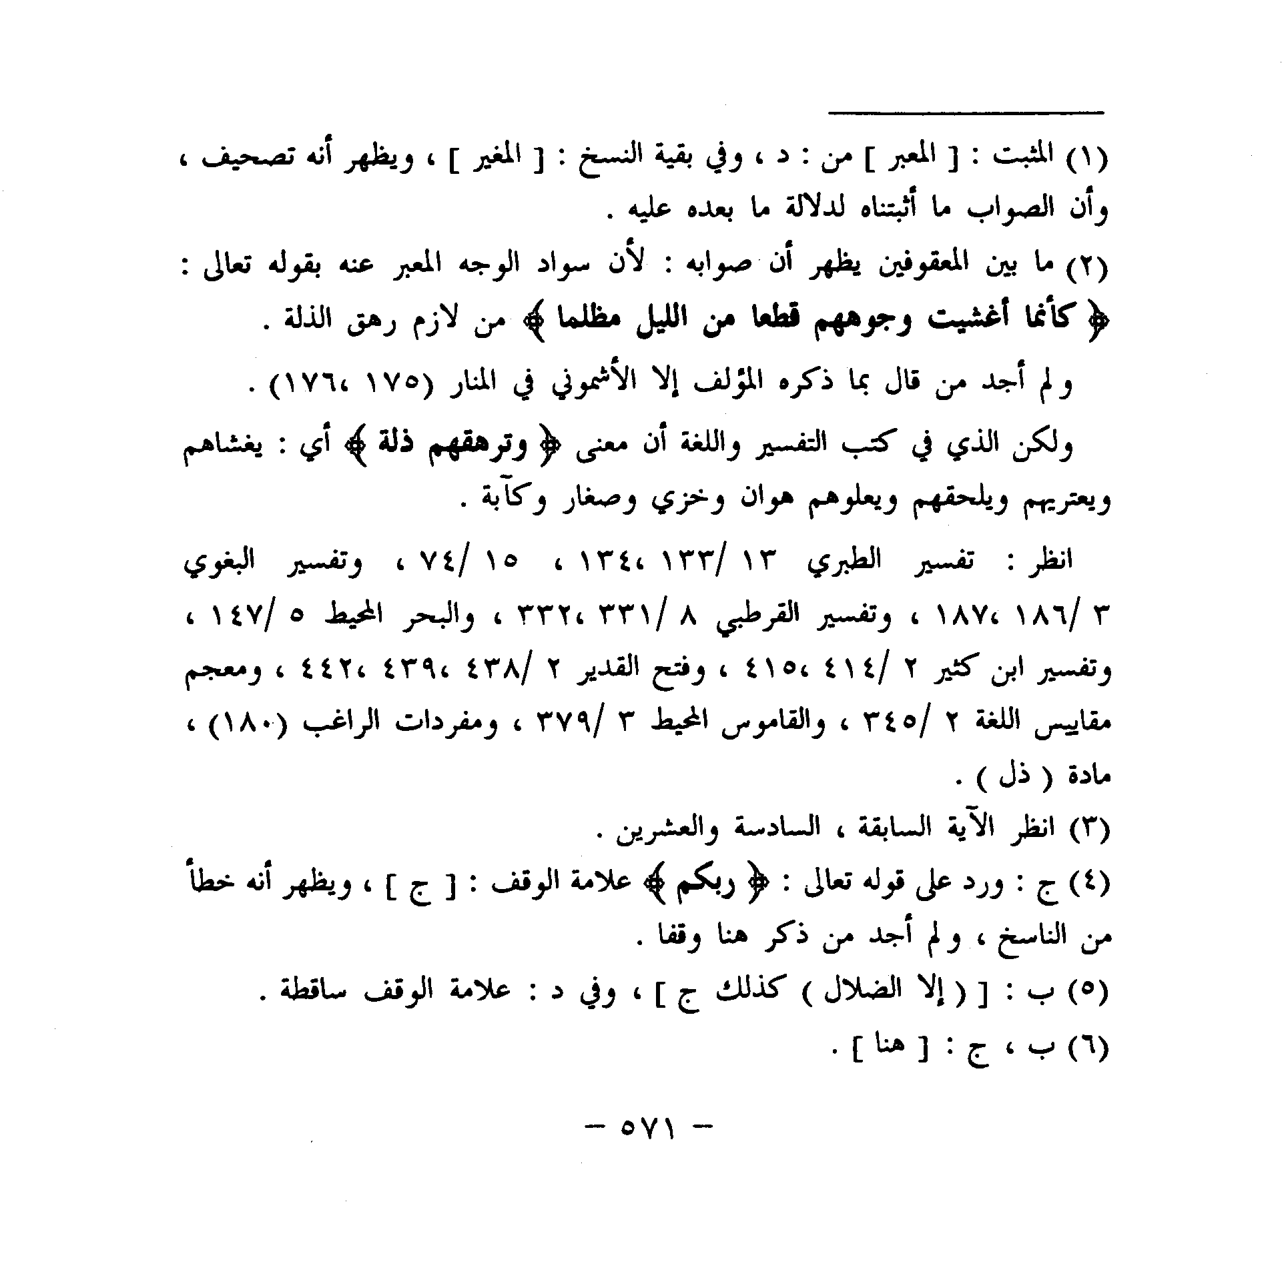 (١) المثبت : [ المعبر ] من : د ، وفي بقية النسخ : [ المغير ] ، ويظهر أنه تصحيف ،
وأن الصواب ما أثبتناه لدلالة ما بعده عليه .
(٢) ما بين المعقوفين يظهر أن صوابه : لأن سواد الوجه المعبر عنه بقوله تعالى :
﴿ كأنما أغشيت وجوههم قطعا من الليل مظلما ﴾ من لازم رهق الذلة .
ولم أجد من قال بما ذكره المؤلف إلا الأشموني في المنار (١٧٥ ،١٧٦) .
ولكن الذي في كتب التفسير واللغة أن معنى ﴿ وترهقهم ذلة ﴾ أي : يغشاهم
ويعتريهم ويلحقهم ويعلوهم هوان وخزي وصغار وكآبة .
انظر : تفسير الطبري ١٣ /١٣٣ ،١٣٤ ، ١٥ /٧٤ ، وتفسير البغوي
٣ /١٨٦ ،١٨٧ ، وتفسير القرطبي ٨ /٣٣١ ،٣٣٢ ، والبحر المحيط ٥ /١٤٧ ،
وتفسير ابن كثير ٢ /٤١٤ ،٤١٥ ، وفتح القدير ٢ /٤٣٨ ،٤٣٩ ،٤٤٢ ، ومعجم
مقاييس اللغة ٢ /٣٤٥ ، والقاموس المحيط ٣ /٣٧٩ ، ومفردات الراغب (١٨٠) ،
مادة ( ذل ) .
(٣) انظر الآية السابقة ، السادسة والعشرين .
(٤) ج : ورد على قوله تعالى : ﴿ ربكم ﴾ علامة الوقف : [ ج ] ، ويظهر أنه خطأ
من الناسخ ، ولم أجد من ذكر هنا وقفا .
(٥) ب : [ ( إلا الضلال ) كذلك ج ] ، وفي د : علامة الوقف ساقطة .
(٦) ب ، ج : [ هنا ] .
– ٥٧١ –